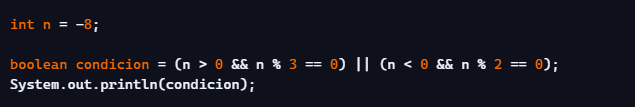 int n = -8;
boolean condicion = (n > 0 && n % 3 == 0) || (n < 0 && n % 2 == 0);
System.out.println(condicion);